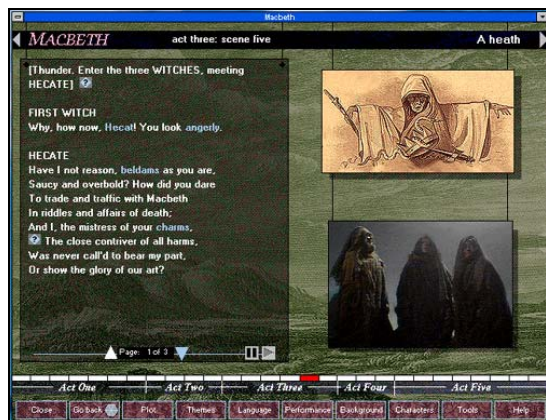 Macbeth
MACBETH
act three: scene five
A heath
[Thunder. Enter the three WITCHES, meeting
HECATE] ?
FIRST WITCH
Why, how now, Hecat! You look angerly.
HECATE
Have I not reason, beldams as you are,
Saucy and overbold? How did you dare
To trade and traffic with Macbeth
In riddles and affairs of death;
And I, the mistress of your charms,
? The close contriver of all harms,
Was never call'd to bear my part,
Or show the glory of our art?
Page: 1 of 3
Act One
Act Two
Act Three
Act Four
Act Five
Close
Go back
Plot
Themes
Language
Performance
Background
Characters
Tools
Help